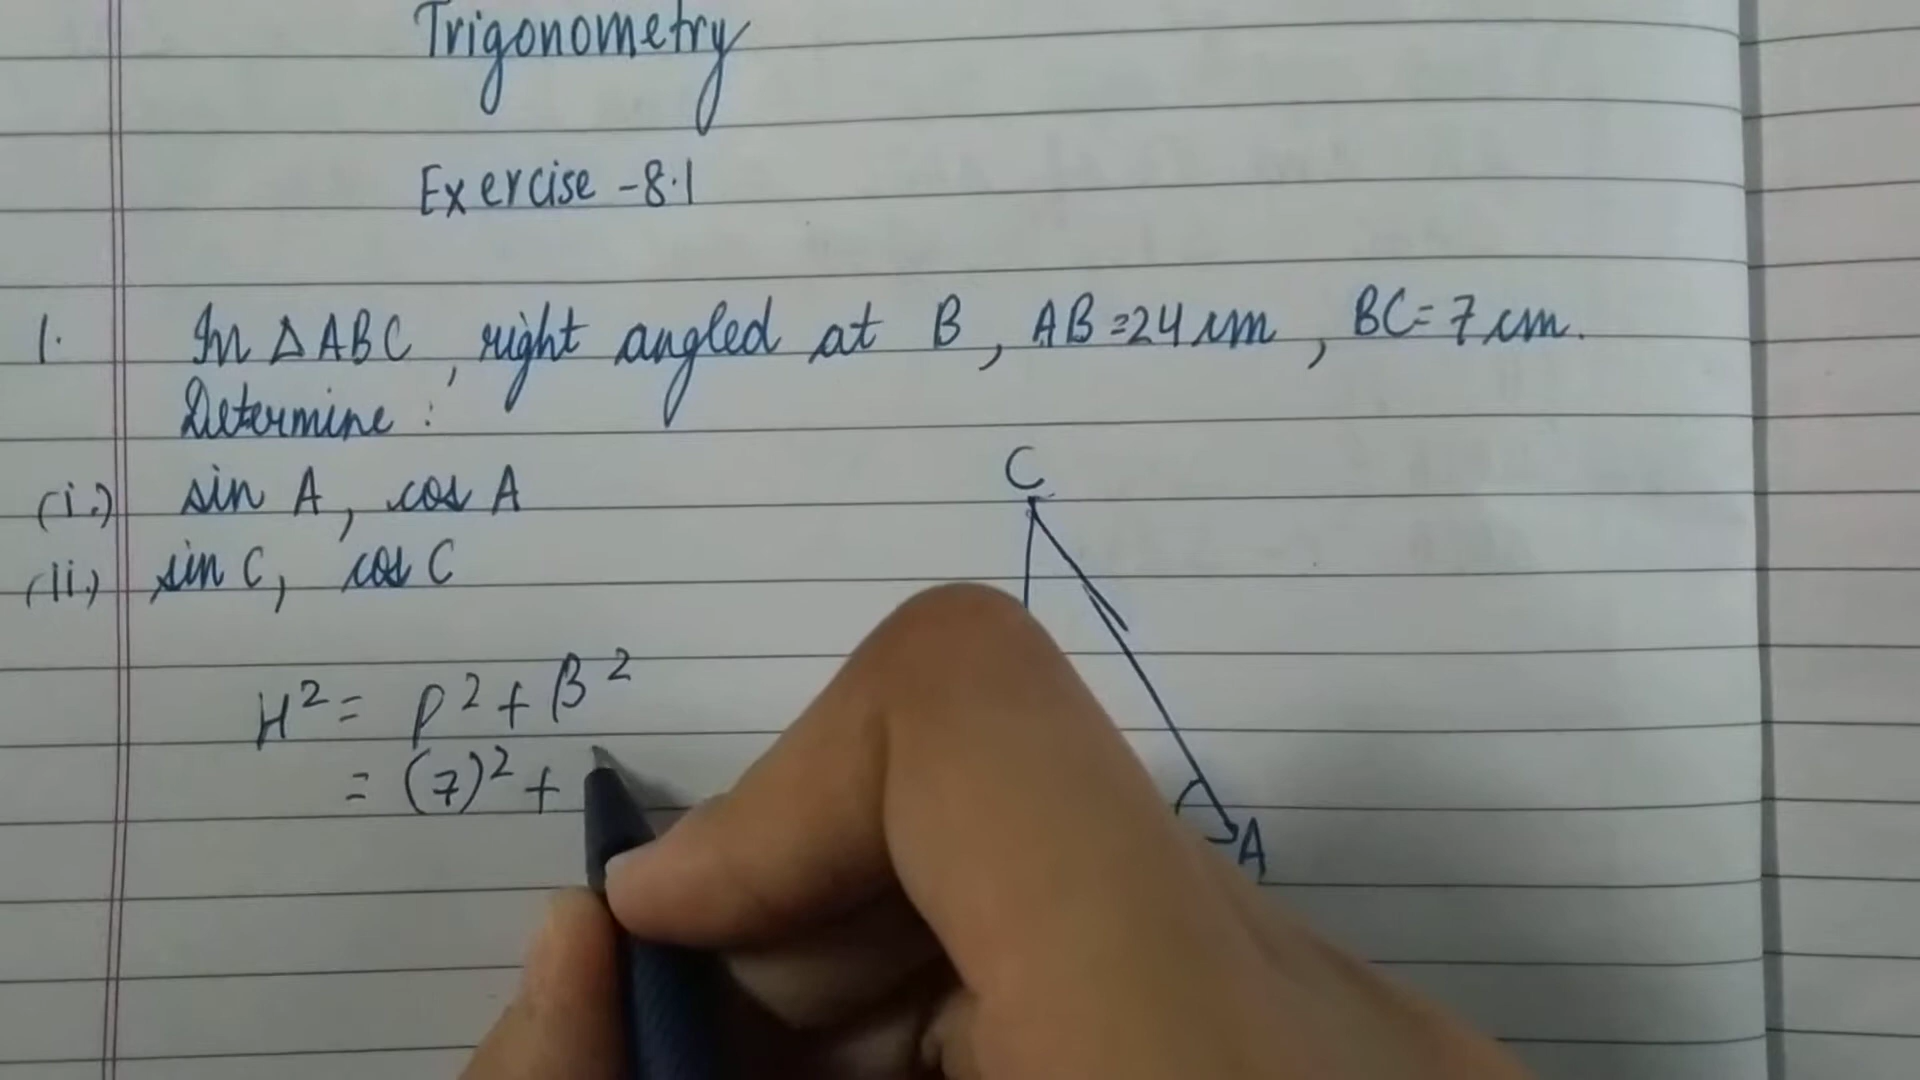 Trigonometry
Exercise - 8.1
1. In △ABC, right angled at B, AB=24 cm, BC=7 cm.
Determine :
(i.) sin A, cos A
(ii.) sin C, cos C
C
H² = P² + B²
= (7)² +
A